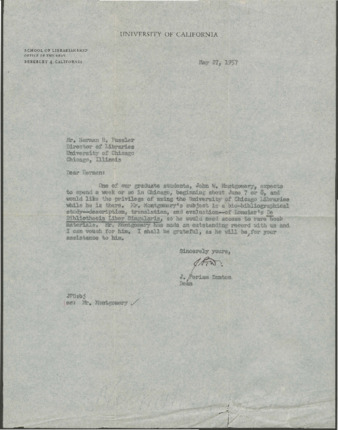 UNIVERSITY OF CALIFORNIA
SCHOOL OF LIBRARIANSHIP
OFFICE OF THE DEAN
BERKELEY 4, CALIFORNIA
May 27, 1957
Mr. Herman H. Fussler
Director of Libraries
University of Chicago
Chicago, Illinois
Dear Herman:
One of our graduate students, John W. Montgomery, expects
to spend a week or so in Chicago, beginning about June 7 or 8, and
would like the privilege of using the University of Chicago Libraries
while he is there. Mr. Montgomery's subject is a bio-bibliographical
study--description, translation, and evaluation--of Lomeier's De
Bibliothecis Liber Singularis, so he would need access to rare book
materials. Mr. Montgomery has made an outstanding record with us and
I can vouch for him. I shall be grateful, as he will be, for your
assistance to him.
Sincerely yours,
J. Periam Danton
Dean
JPD:
cc: Mr. Montgomery